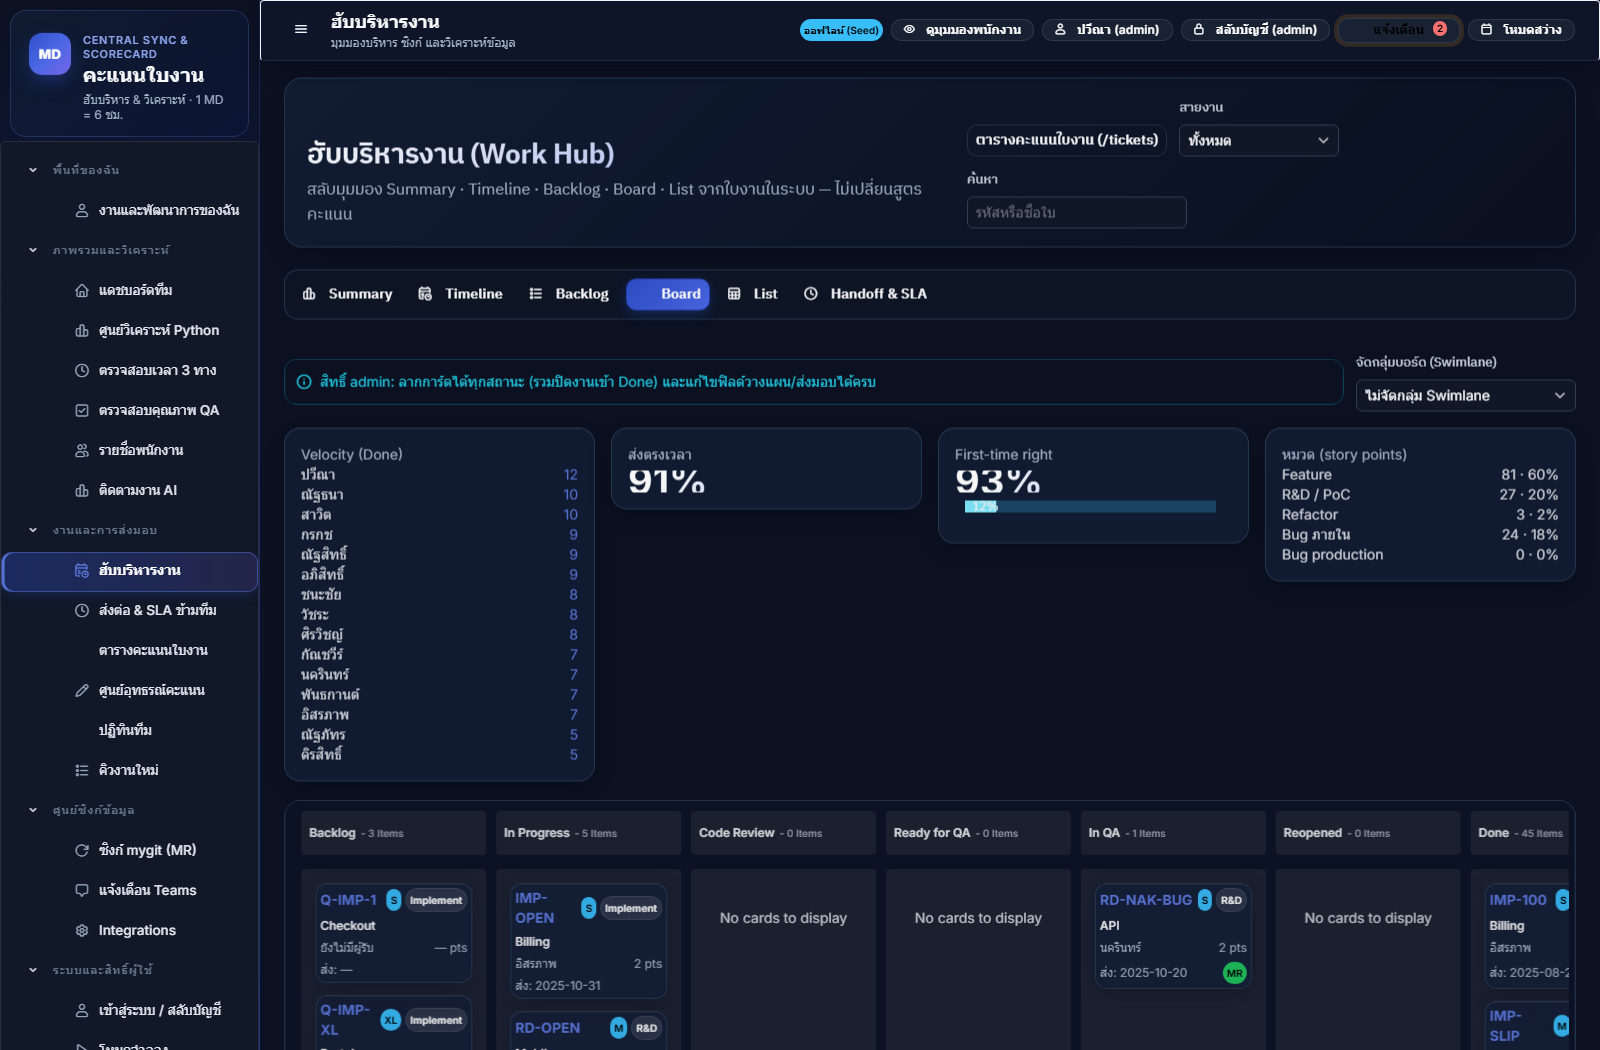 MD
CENTRAL SYNC &
SCORECARD
คะแนนใบงาน
ฮับบริหาร & วิเคราะห์ · 1 MD
= 6 ชม.
พื้นที่ของฉัน
งานและพัฒนาการของฉัน
ภาพรวมและวิเคราะห์
แดชบอร์ดทีม
ศูนย์วิเคราะห์ Python
ตรวจสอบเวลา 3 ทาง
ตรวจสอบคุณภาพ QA
รายชื่อพนักงาน
ติดตามงาน AI
งานและการส่งมอบ
ฮับบริหารงาน
ส่งต่อ & SLA ข้ามทีม
ตารางคะแนนใบงาน
ศูนย์อุทธรณ์คะแนน
ปฏิทินทีม
คิวงานใหม่
ศูนย์ซิงก์ข้อมูล
ซิงก์ mygit (MR)
แจ้งเตือน Teams
Integrations
ระบบและสิทธิ์ผู้ใช้
เข้าสู่ระบบ / สลับบัญชี
ฮับบริหารงาน
มุมมองบริหาร ซิงก์ และวิเคราะห์ข้อมูล
ออฟไลน์ (Seed)
ดูมุมมองพนักงาน
ปวีณา (admin)
สลับบัญชี (admin)
แจ้งเตือน 2
โหมดสว่าง
ฮับบริหารงาน (Work Hub)
สลับมุมมอง Summary · Timeline · Backlog · Board · List จากใบงานในระบบ — ไม่เปลี่ยนสูตร
คะแนน
ตารางคะแนนใบงาน (/tickets)
สายงาน
ทั้งหมด
ค้นหา
รหัสหรือชื่อใบ
Summary
Timeline
Backlog
Board
List
Handoff & SLA
สิทธิ์ admin: ลากการ์ดได้ทุกสถานะ (รวมปิดงานเข้า Done) และแก้ไขฟิลด์วางแผน/ส่งมอบได้ครบ
จัดกลุ่มบอร์ด (Swimlane)
ไม่จัดกลุ่ม Swimlane
Velocity (Done)
ปวีณา 12
ณัฐธนา 10
สาวิต 10
กรกช 9
ณัฐสิทธิ์ 9
อภิสิทธิ์ 9
ชนะชัย 8
วัชระ 8
ศิรวิชญ์ 8
กัณชวีร์ 7
นครินทร์ 7
พันธกานต์ 7
อิสรภาพ 7
ณัฐภัทร 5
ดิรสิทธิ์ 5
ส่งตรงเวลา
91%
First-time right
93%
12%
หมวด (story points)
Feature 81 · 60%
R&D / PoC 27 · 20%
Refactor 3 · 2%
Bug ภายใน 24 · 18%
Bug production 0 · 0%
Backlog - 3 Items
In Progress - 5 Items
Code Review - 0 Items
Ready for QA - 0 Items
In QA - 1 Items
Reopened - 0 Items
Done - 45 Items
Q-IMP-1 S Implement
Checkout
ยังไม่มีผู้รับ — pts
ส่ง: —
Q-IMP-
XL XL Implement
IMP-
OPEN S Implement
Billing
อิสรภาพ 2 pts
ส่ง: 2025-10-31
RD-OPEN M R&D
No cards to display
No cards to display
RD-NAK-BUG S R&D
API
นครินทร์ 2 pts
ส่ง: 2025-10-20 MR
No cards to display
IMP-100 S
Billing
อิสรภาพ
ส่ง: 2025-08-2
IMP-
SLIP M